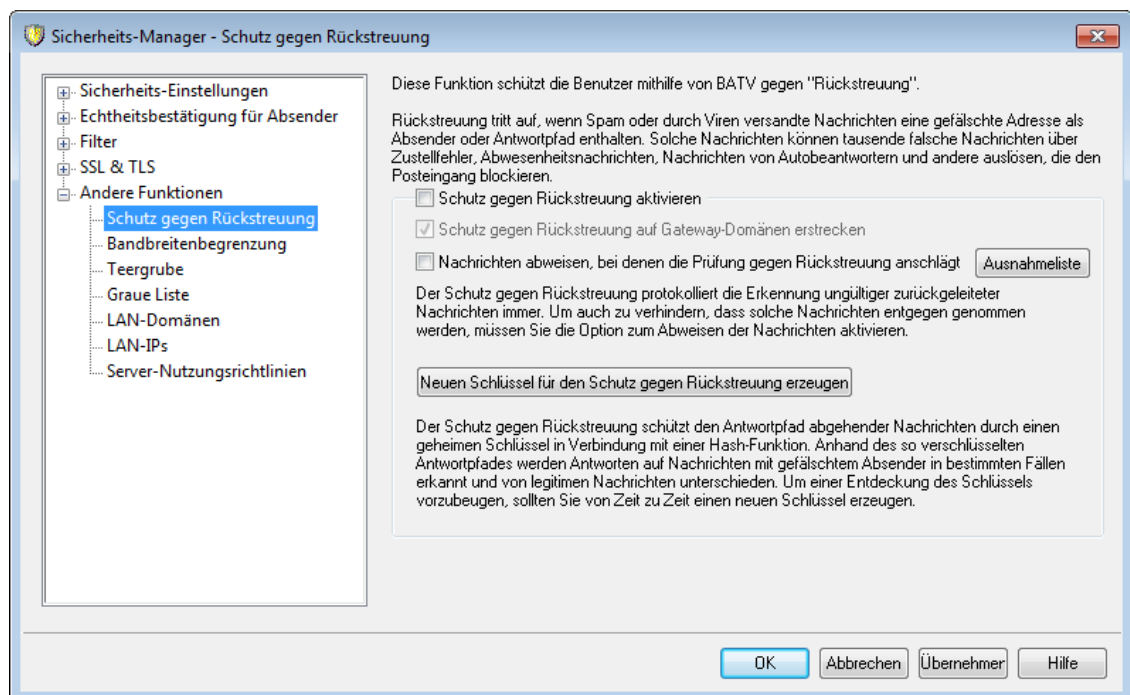 Sicherheits-Manager - Schutz gegen Rückstreuung
Sicherheits-Einstellungen
Echtheitsbestätigung für Absender
Filter
SSL & TLS
Andere Funktionen
Schutz gegen Rückstreuung
Bandbreitenbegrenzung
Teergrube
Graue Liste
LAN-Domänen
LAN-IPs
Server-Nutzungsrichtlinien
Diese Funktion schützt die Benutzer mithilfe von BATV gegen "Rückstreuung".
Rückstreuung tritt auf, wenn Spam oder durch Viren versandte Nachrichten eine gefälschte Adresse als
Absender oder Antwortpfad enthalten. Solche Nachrichten können tausende falsche Nachrichten über
Zustellfehler, Abwesenheitsnachrichten, Nachrichten von Autobeantwortern und andere auslösen, die den
Posteingang blockieren.
Schutz gegen Rückstreuung aktivieren
Schutz gegen Rückstreuung auf Gateway-Domänen erstrecken
Nachrichten abweisen, bei denen die Prüfung gegen Rückstreuung anschlägt Ausnahmeliste
Der Schutz gegen Rückstreuung protokolliert die Erkennung ungültiger zurückgeleiteter
Nachrichten immer. Um auch zu verhindern, dass solche Nachrichten entgegen genommen
werden, müssen Sie die Option zum Abweisen der Nachrichten aktivieren.
Neuen Schlüssel für den Schutz gegen Rückstreuung erzeugen
Der Schutz gegen Rückstreuung schützt den Antwortpfad abgehender Nachrichten durch einen
geheimen Schlüssel in Verbindung mit einer Hash-Funktion. Anhand des so verschlüsselten
Antwortpfades werden Antworten auf Nachrichten mit gefälschtem Absender in bestimmten Fällen
erkannt und von legitimen Nachrichten unterschieden. Um einer Entdeckung des Schlüssels
vorzubeugen, sollten Sie von Zeit zu Zeit einen neuen Schlüssel erzeugen.
OK Abbrechen Übernehmer Hilfe